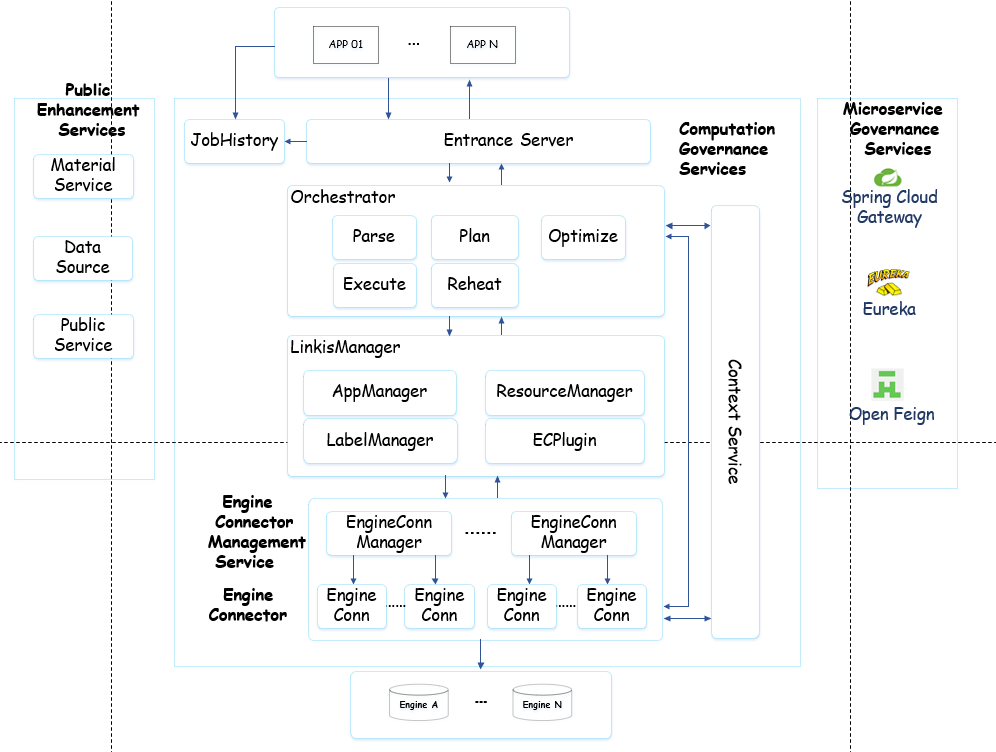 APP 01
...
APP N
Public
Enhancement
Services
Material
Service
Data
Source
Public
Service
JobHistory
Entrance Server
Computation
Governance
Services
Orchestrator
Parse
Plan
Optimize
Execute
Reheat
LinkisManager
AppManager
ResourceManager
LabelManager
ECPlugin
Context Service
Engine
Connector
Management
Service
EngineConn
Manager
......
EngineConn
Manager
Engine
Connector
Engine
Conn
.....
Engine
Conn
Engine
Conn
.....
Engine
Conn
Engine A
---
Engine N
Microservice
Governance
Services
Spring Cloud
Gateway
EUREKA
Eureka
Open Feign